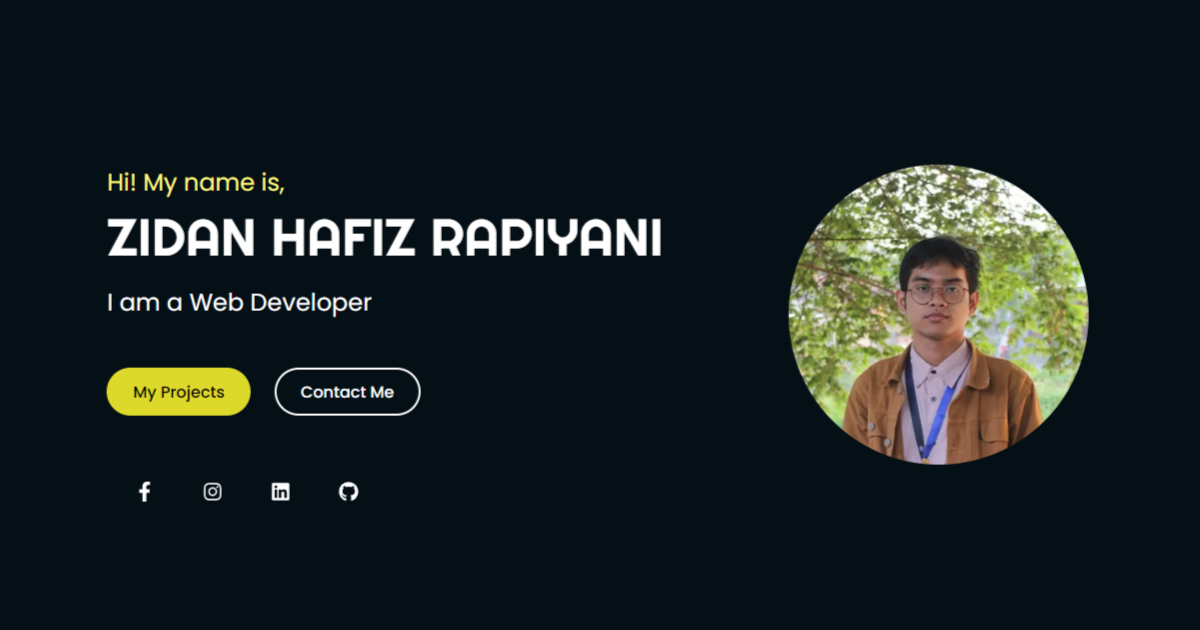 Hi! My name is,
ZIDAN HAFIZ RAPIYANI
I am a Web Developer
My Projects
Contact Me